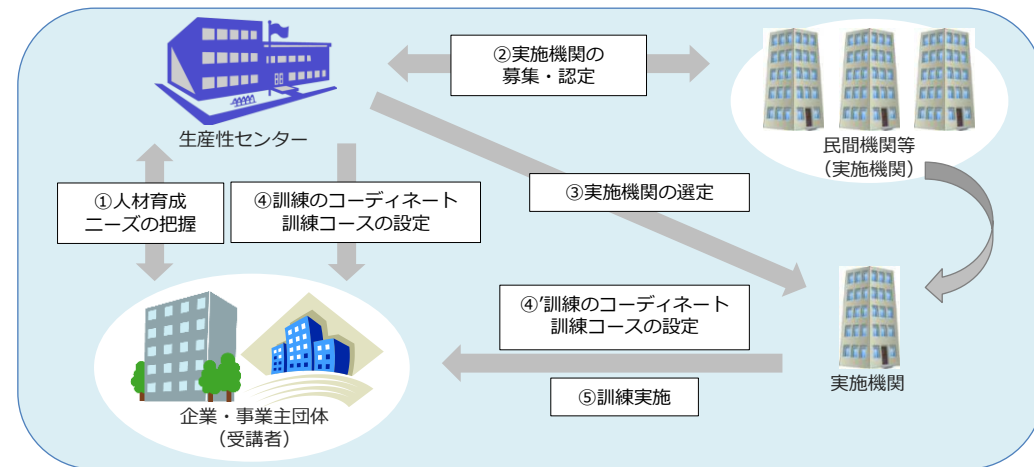 ②実施機関の
募集・認定
生産性センター
民間機関等
（実施機関）
①人材育成
ニーズの把握
④訓練のコーディネート
訓練コースの設定
③実施機関の選定
④’訓練のコーディネート
訓練コースの設定
⑤訓練実施
実施機関
企業・事業主団体
（受講者）